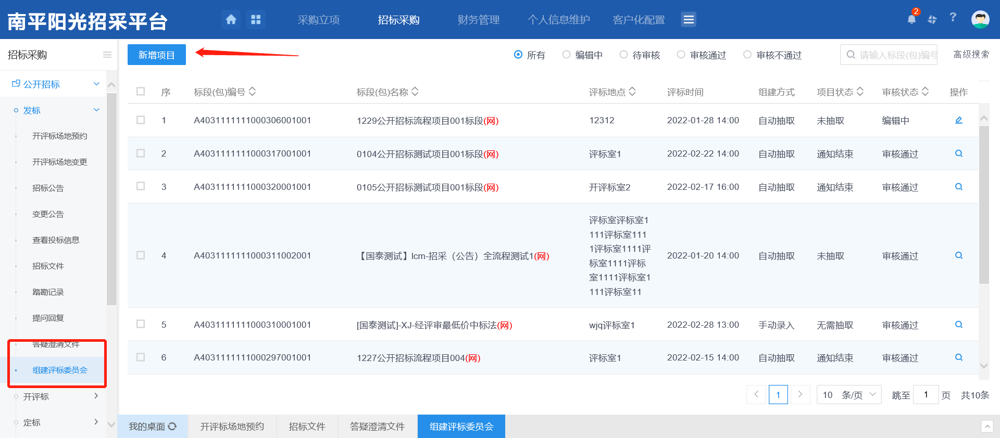 南平阳光招采平台
采购立项 招标采购 财务管理 个人信息维护 客户化配置
2
?
招标采购
新增项目
所有 编辑中 待审核 审核通过 审核不通过
请输入标段(包)编号
高级搜索
公开招标
发标
开评标场地预约
开评标场地变更
招标公告
变更公告
查看投标信息
招标文件
踏勘记录
提问回复
答疑澄清文件
组建评标委员会
开评标
定标
序 标段(包)编号 标段(包)名称 评标地点 评标时间 组建方式 项目状态 审核状态 操作
1 A4031111111000306001001 1229公开招标流程项目001标段(网) 12312 2022-01-28 14:00 自动抽取 未抽取 编辑中
2 A4031111111000317001001 0104公开招标测试项目001标段(网) 评标室1 2022-02-22 14:00 自动抽取 通知结束 审核通过
3 A4031111111000320001001 0105公开招标测试项目001标段(网) 开评标室2 2022-02-17 16:00 自动抽取 通知结束 审核通过
评标室评标室1
111评标室111
1评标室1111评
标室1111评标
室1111评标室1
111评标室11
4 A4031111111000311002001 【国泰测试】lcm-招采（公告）全流程测试1(网) 2022-01-20 14:00 自动抽取 未抽取 审核通过
5 A4031111111000310001001 [国泰测试]-XJ-经评审最低价中标法(网) wjq评标室1 2022-02-28 13:00 手动录入 无需抽取 审核通过
6 A4031111111000297001001 1227公开招标流程项目004(网) 评标室1 2022-02-15 14:00 自动抽取 通知结束 审核通过
1 10 条/页 跳至 1 页 共10条
我的桌面 开评标场地预约 招标文件 答疑澄清文件 组建评标委员会